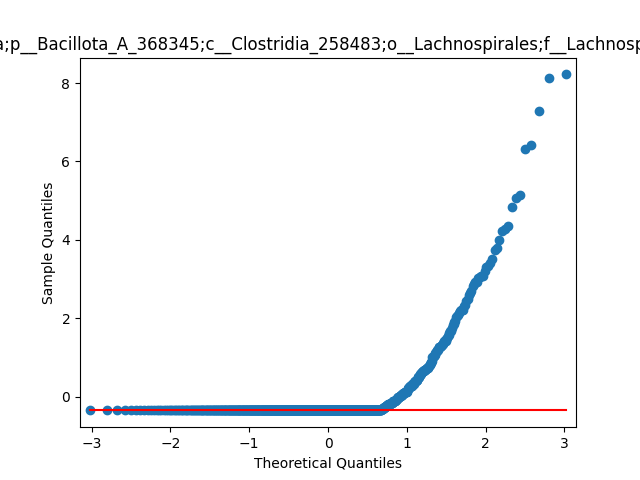 a;p__Bacillota_A_368345;c__Clostridia_258483;o__Lachnospirales;f__Lachnosp
8
6
4
2
0
Sample Quantiles
−3 −2 −1 0 1 2 3
Theoretical Quantiles